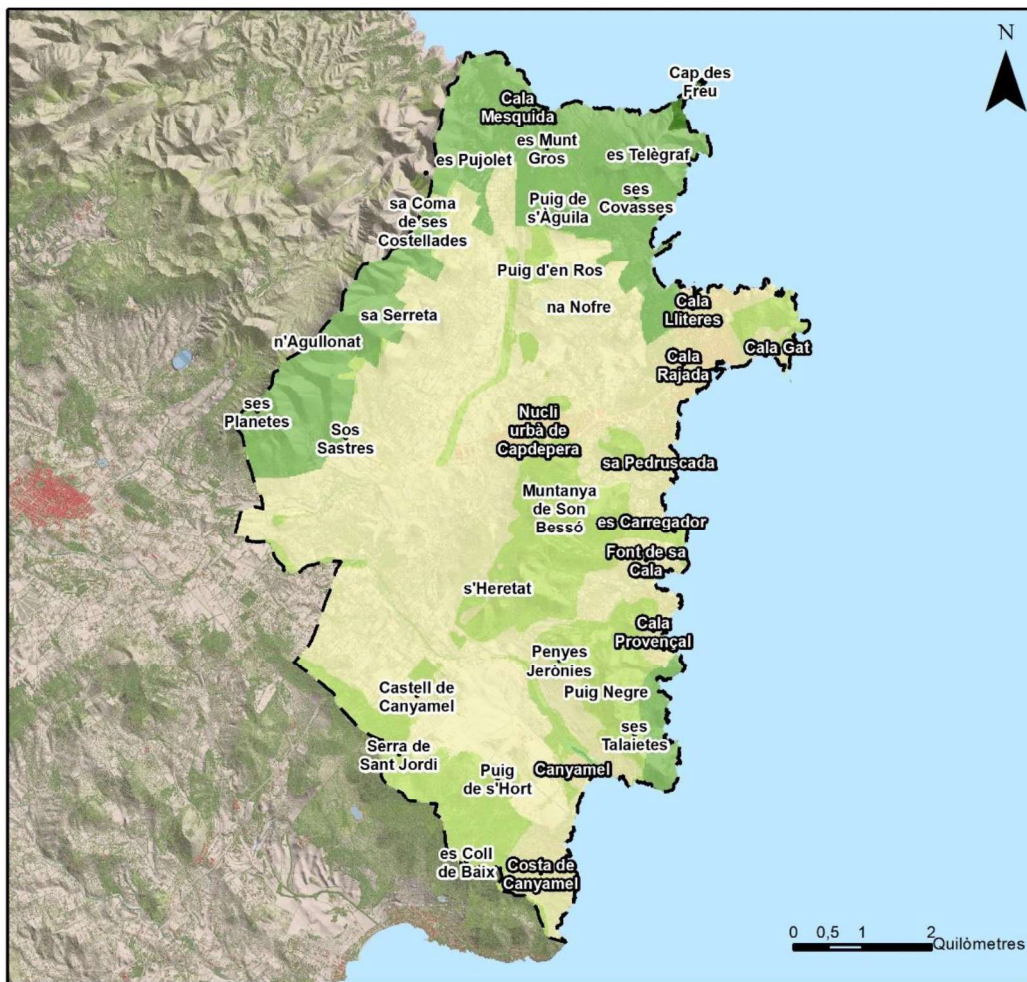 N
Cap des
Freu
Cala
Mesquida
es Munt
Gros
es Pujolet
es Telègraf
ses
Covasses
sa Coma
de ses
Costellades
Puig de
s'Àguila
Puig d'en Ros
na Nofre
Cala
Lliteres
sa Serreta
n'Agullonat
Cala Gat
Cala
Rajada
ses
Planetes
Sos
Sastres
Nucli
urbà de
Capdepera
sa Pedruscada
Muntanya
de Son
Bessó
es Carregador
Font de sa
Cala
s'Heretat
Cala
Provençal
Penyes
Jerònies
Puig Negre
Castell de
Canyamel
ses
Talaietes
Serra de
Sant Jordi
Puig
de s'Hort
Canyamel
es Coll
de Baix
Costa de
Canyamel
0 0,5 1 2
Quilòmetres